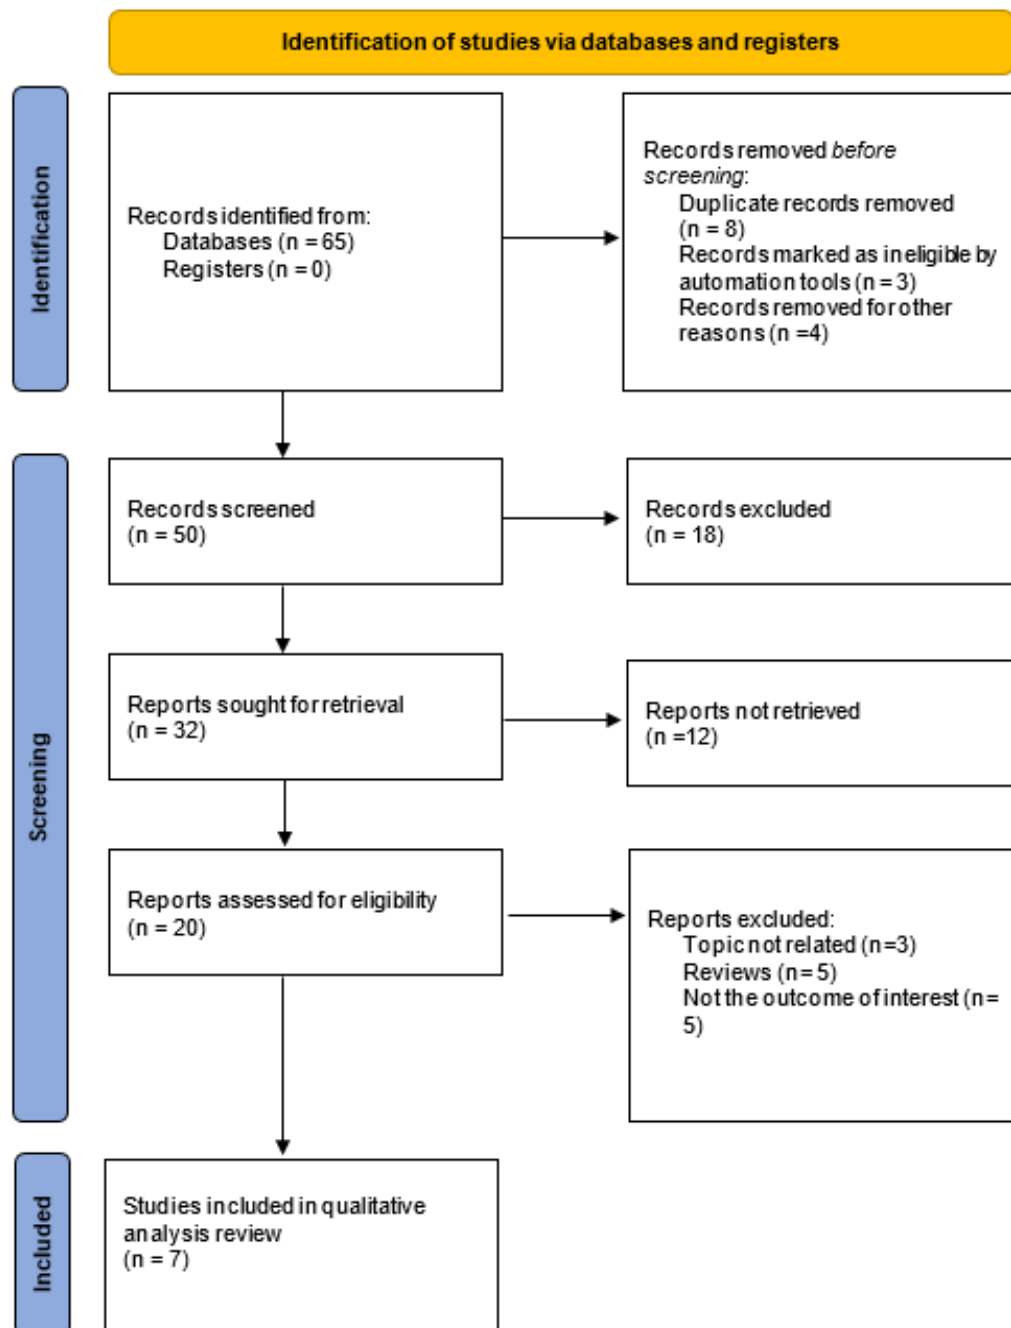 Identification of studies via databases and registers
Identification
Records identified from:
Databases (n = 65)
Registers (n = 0)
Records removed before
screening:
Duplicate records removed
(n = 8)
Records marked as ineligible by
automation tools (n = 3)
Records removed for other
reasons (n =4)
Screening
Records screened
(n = 50)
Records excluded
(n = 18)
Reports sought for retrieval
(n = 32)
Reports not retrieved
(n =12)
Reports assessed for eligibility
(n = 20)
Reports excluded:
Topic not related (n=3)
Reviews (n= 5)
Not the outcome of interest (n=
5)
Included
Studies included in qualitative
analysis review
(n = 7)